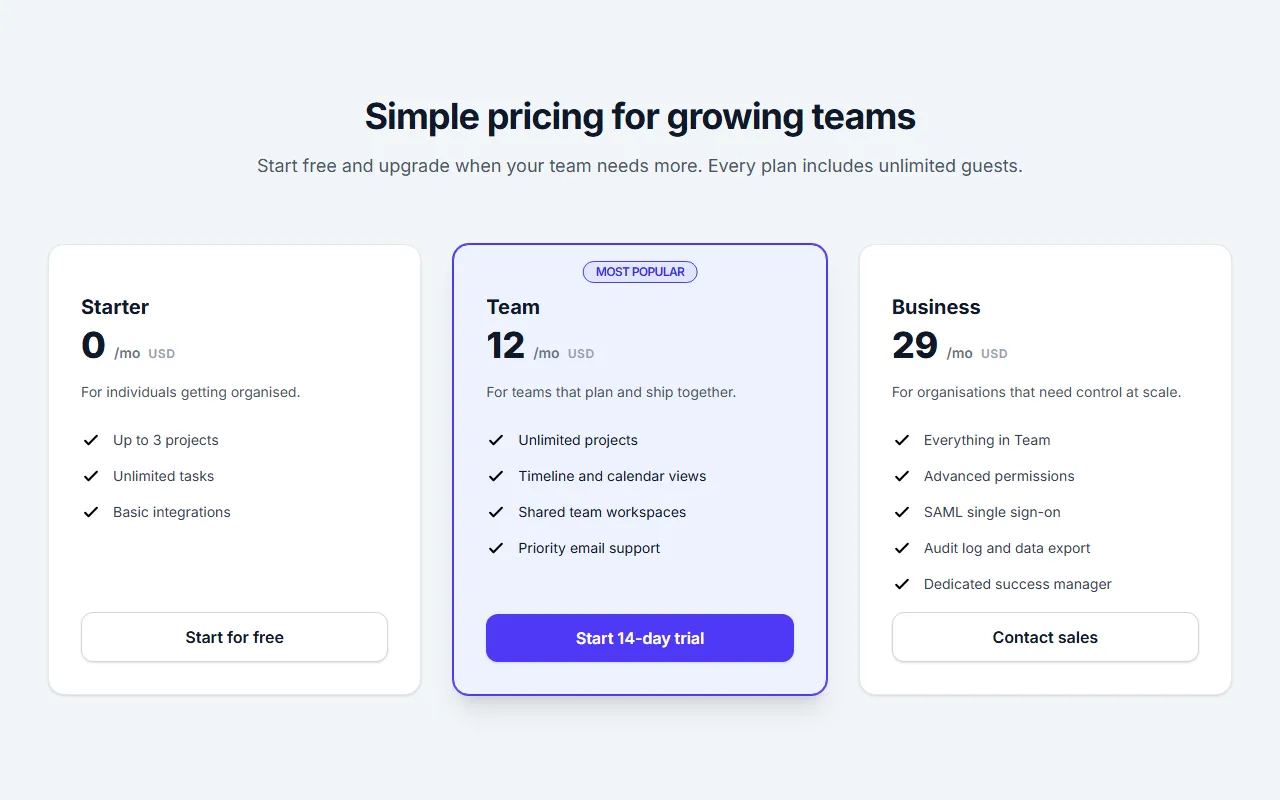 Simple pricing for growing teams
Start free and upgrade when your team needs more. Every plan includes unlimited guests.
Starter
0 /mo USD
For individuals getting organised.
Up to 3 projects
Unlimited tasks
Basic integrations
Start for free
MOST POPULAR
Team
12 /mo USD
For teams that plan and ship together.
Unlimited projects
Timeline and calendar views
Shared team workspaces
Priority email support
Start 14-day trial
Business
29 /mo USD
For organisations that need control at scale.
Everything in Team
Advanced permissions
SAML single sign-on
Audit log and data export
Dedicated success manager
Contact sales